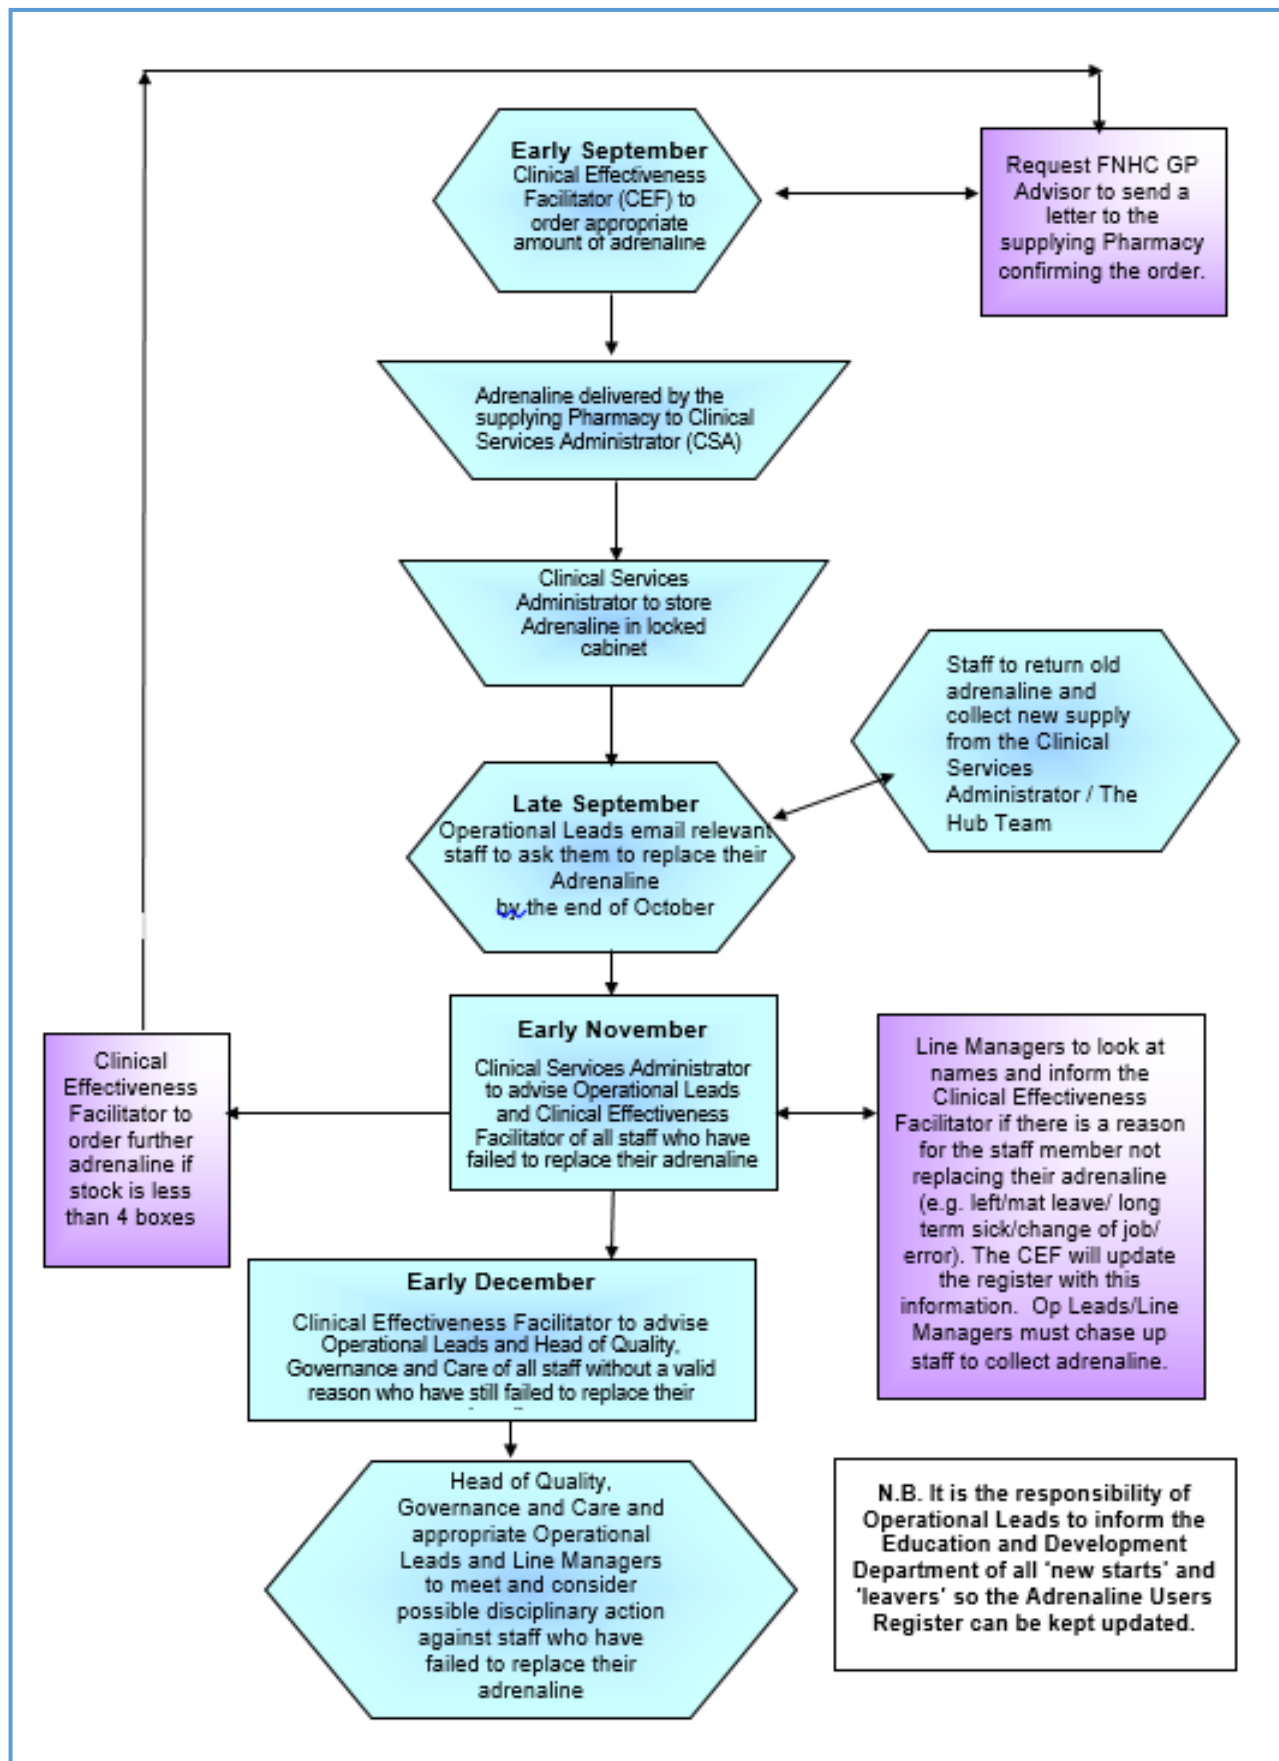 Early September
Clinical Effectiveness
Facilitator (CEF) to
order appropriate
amount of adrenaline
Request FNHC GP
Advisor to send a
letter to the
supplying Pharmacy
confirming the order.
Adrenaline delivered by the
supplying Pharmacy to Clinical
Services Administrator (CSA)
Clinical Services
Administrator to store
Adrenaline in locked
cabinet
Staff to return old
adrenaline and
collect new supply
from the Clinical
Services
Administrator / The
Hub Team
Late September
Operational Leads email relevant
staff to ask them to replace their
Adrenaline
by the end of October
Early November
Clinical Services Administrator
to advise Operational Leads
and Clinical Effectiveness
Facilitator of all staff who have
failed to replace their adrenaline
Clinical
Effectiveness
Facilitator to
order further
adrenaline if
stock is less
than 4 boxes
Line Managers to look at
names and inform the
Clinical Effectiveness
Facilitator if there is a reason
for the staff member not
replacing their adrenaline
(e.g. left/mat leave/ long
term sick/change of job/
error). The CEF will update
the register with this
information. Op Leads/Line
Managers must chase up
staff to collect adrenaline.
Early December
Clinical Effectiveness Facilitator to advise
Operational Leads and Head of Quality,
Governance and Care of all staff without a valid
reason who have still failed to replace their
Head of Quality,
Governance and Care and
appropriate Operational
Leads and Line Managers
to meet and consider
possible disciplinary action
against staff who have
failed to replace their
adrenaline
N.B. It is the responsibility of
Operational Leads to inform the
Education and Development
Department of all 'new starts' and
'leavers' so the Adrenaline Users
Register can be kept updated.